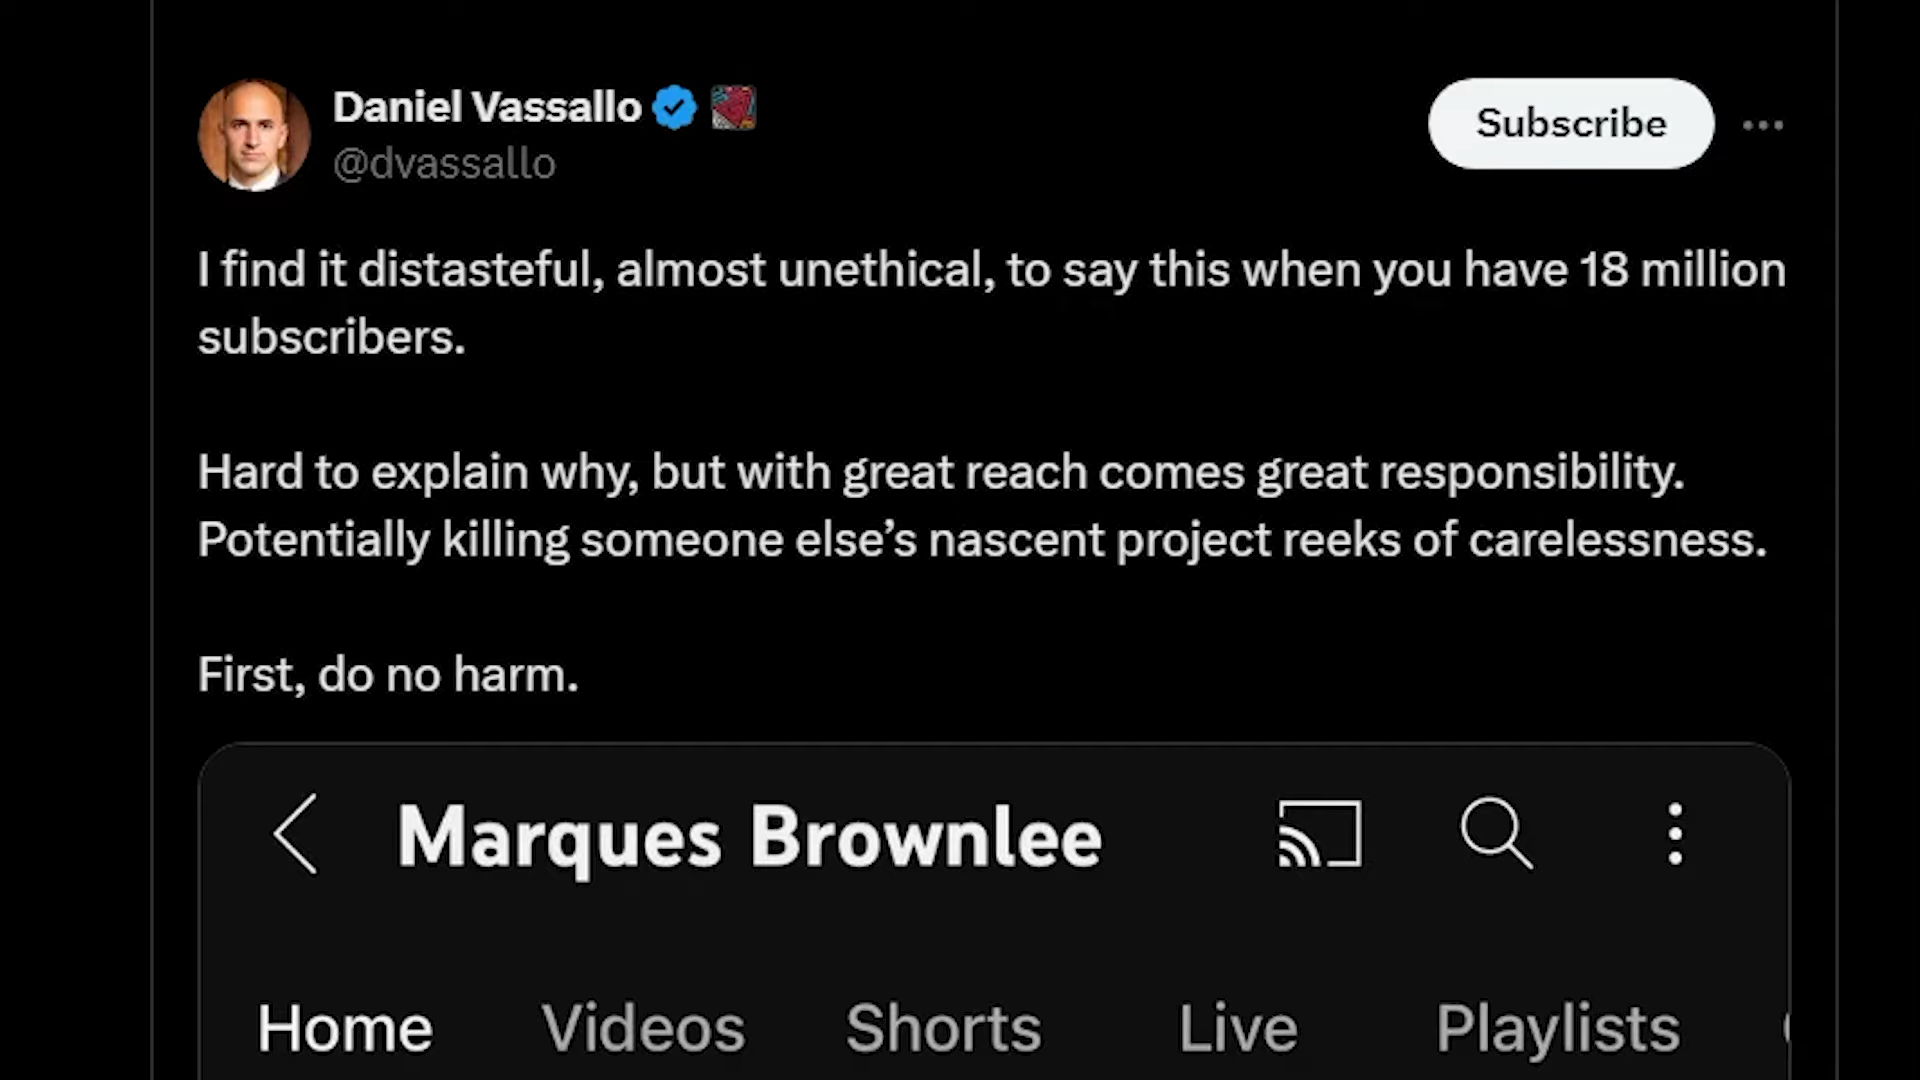 Daniel Vassallo
@dvassallo
Subscribe
I find it distasteful, almost unethical, to say this when you have 18 million
subscribers.
Hard to explain why, but with great reach comes great responsibility.
Potentially killing someone else’s nascent project reeks of carelessness.
First, do no harm.
Marques Brownlee
Home Videos Shorts Live Playlists